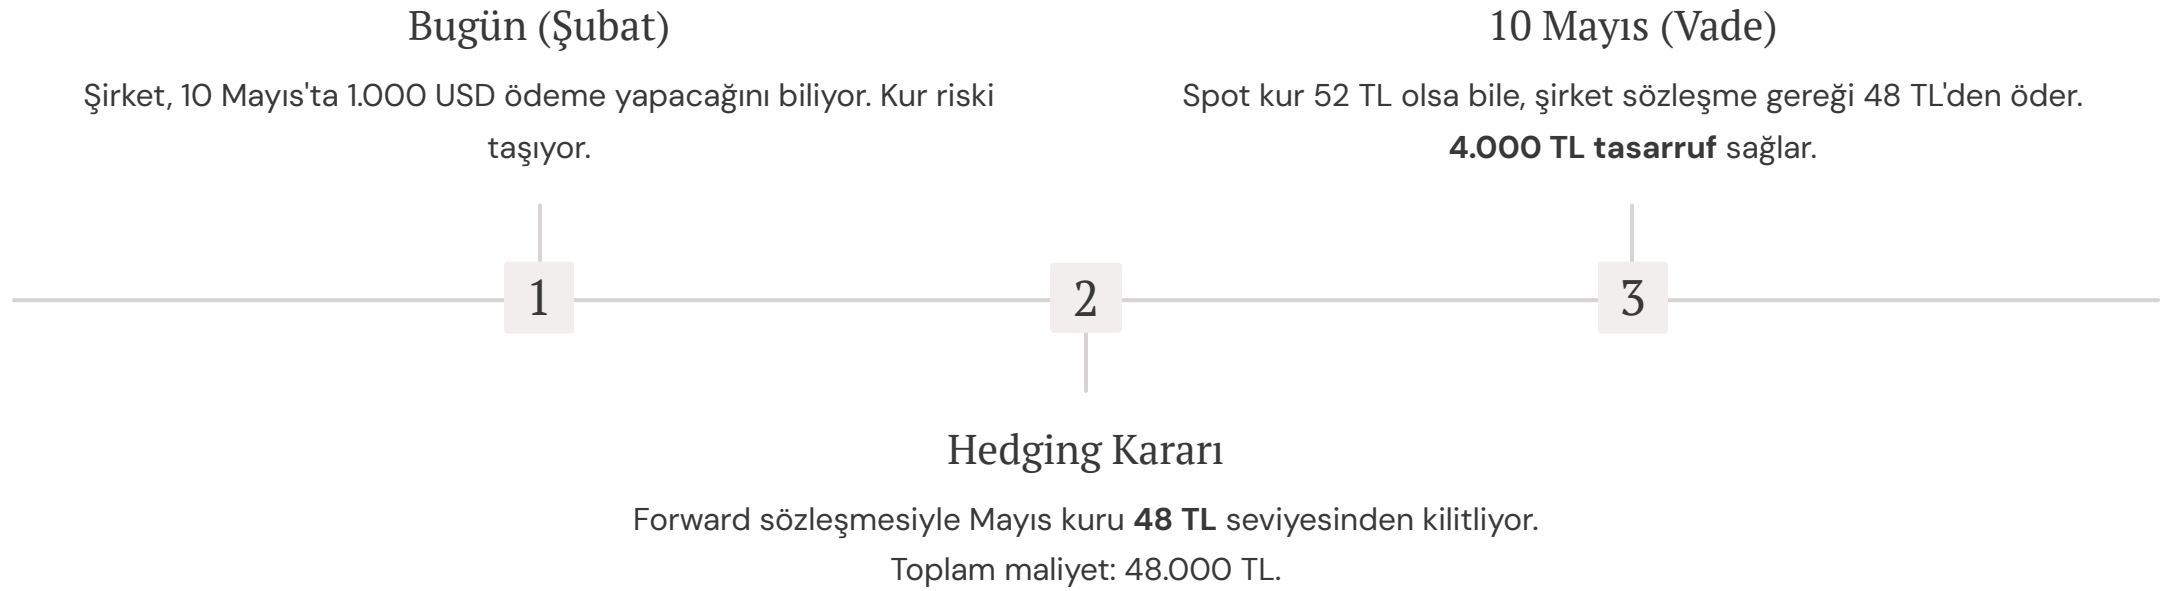 Bugün (Şubat)
Şirket, 10 Mayıs'ta 1.000 USD ödeme yapacağını biliyor. Kur riski
taşıyor.
1
2
Hedging Kararı
Forward sözleşmesiyle Mayıs kuru 48 TL seviyesinden kilitliyor.
Toplam maliyet: 48.000 TL.
10 Mayıs (Vade)
Spot kur 52 TL olsa bile, şirket sözleşme gereği 48 TL'den öder.
4.000 TL tasarruf sağlar.
3